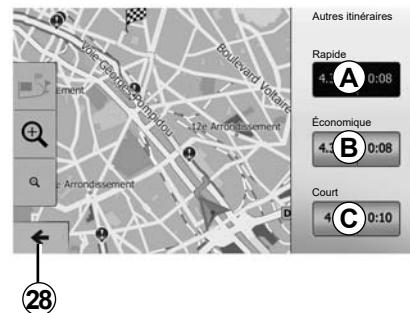 Autres itinéraires
Rapide
4. A 0:08
Économique
4. B 0:08
Court
4 C 0:10
Voie Georges Pompidou
Boulevard Voltaire
ement
12e Arrondissement
e Arrondissement
D
28